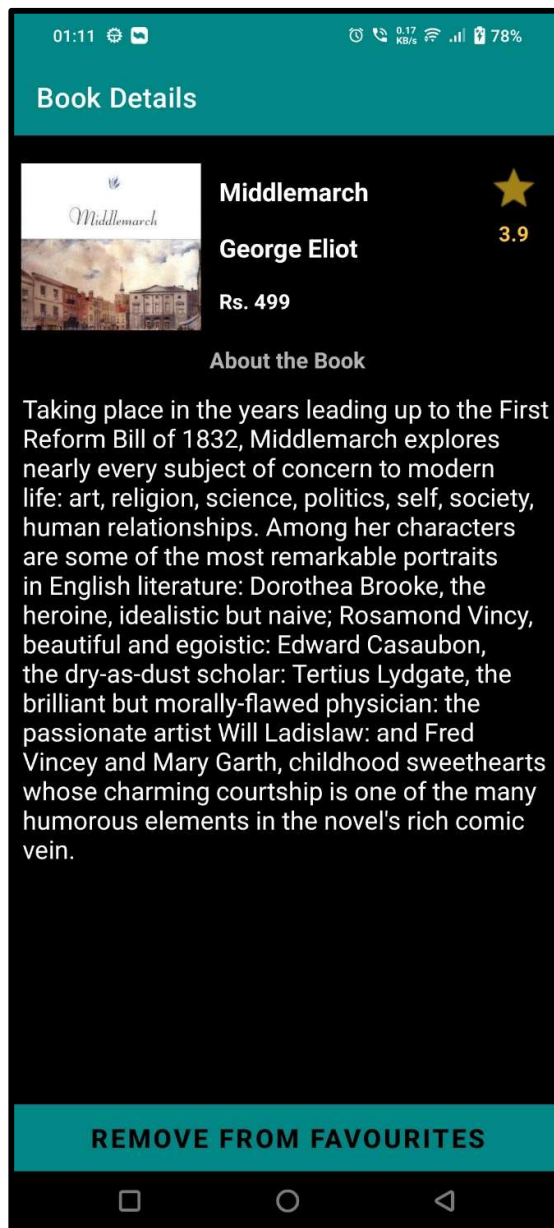 01:11 0.17 KB/s 78%
Book Details
Middlemarch
Middlemarch
George Eliot
3.9
Rs. 499
About the Book
Taking place in the years leading up to the First
Reform Bill of 1832, Middlemarch explores
nearly every subject of concern to modern
life: art, religion, science, politics, self, society,
human relationships. Among her characters
are some of the most remarkable portraits
in English literature: Dorothea Brooke, the
heroine, idealistic but naive; Rosamond Vincy,
beautiful and egoistic: Edward Casaubon,
the dry-as-dust scholar: Tertius Lydgate, the
brilliant but morally-flawed physician: the
passionate artist Will Ladislaw: and Fred
Vincey and Mary Garth, childhood sweethearts
whose charming courtship is one of the many
humorous elements in the novel's rich comic
vein.
REMOVE FROM FAVOURITES